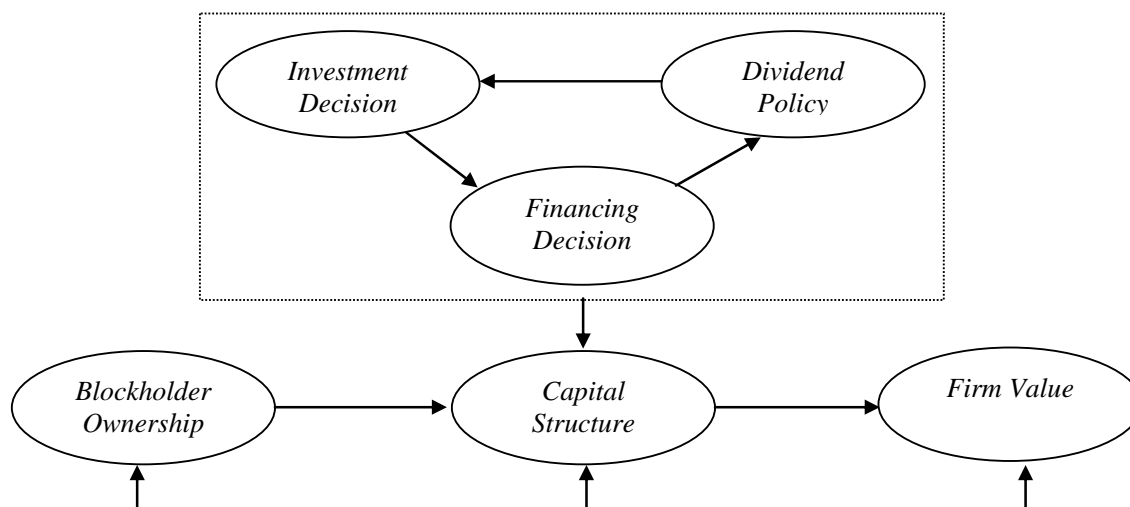 Investment
Decision
Dividend
Policy
Financing
Decision
Blockholder
Ownership
Capital
Structure
Firm Value